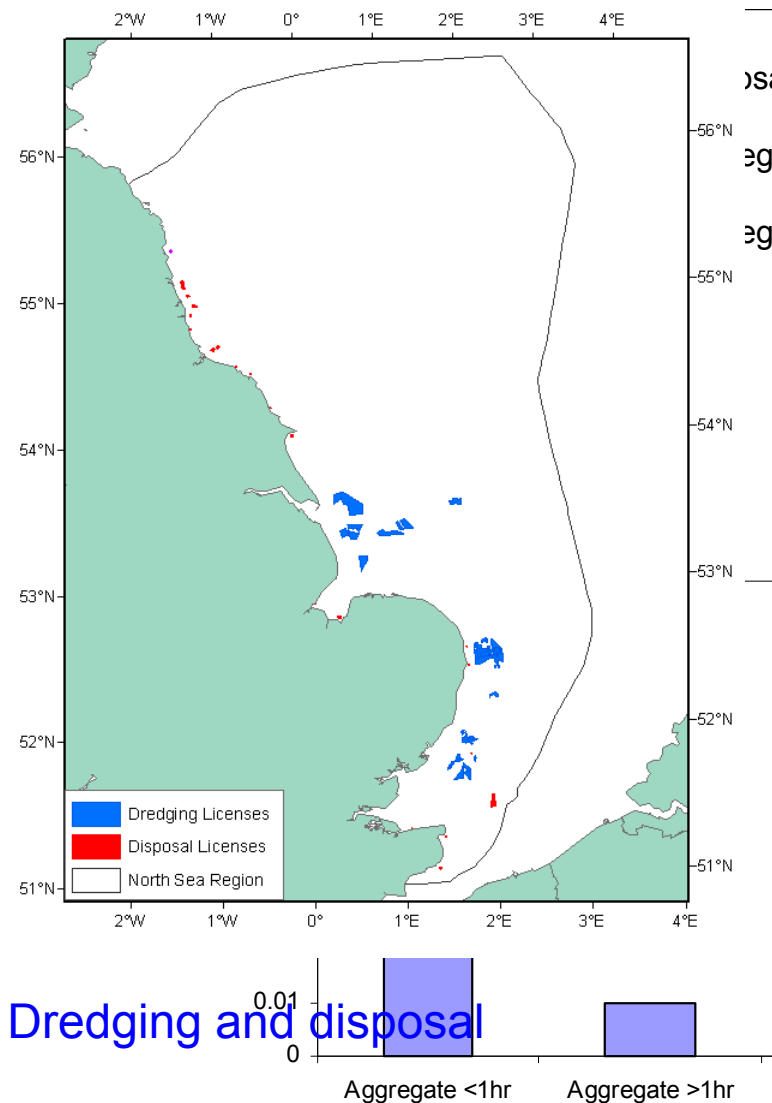 2°W 1°W 0° 1°E 2°E 3°E 4°E
56°N
55°N
54°N
53°N
52°N
51°N
56°N
55°N
54°N
53°N
52°N
51°N
Dredging Licenses
Disposal Licenses
North Sea Region
2°W 1°W 0° 1°E 2°E 3°E 4°E
0.01
Dredging and disposal
0
Aggregate <1hr Aggregate >1hr